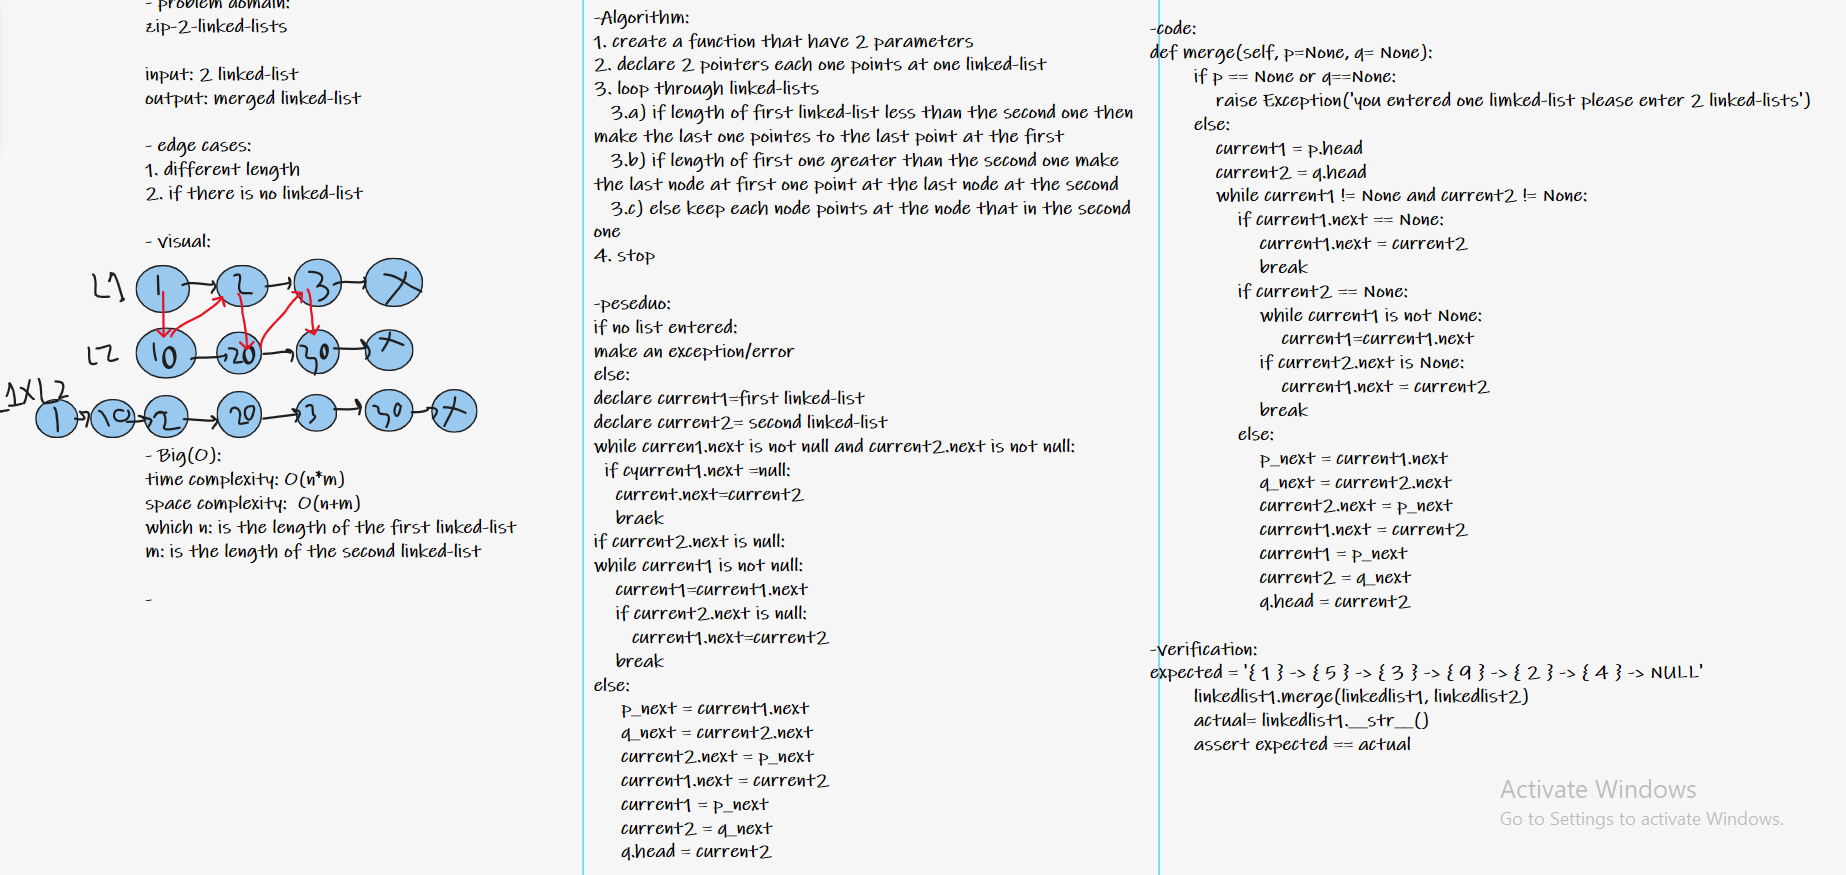 - problem domain:
zip-2-linked-lists
input: 2 linked-list
output: merged linked-list
- edge cases:
1. different length
2. if there is no linked-list
- visual:
L1 1 2 3 X
L2 10 20 30 X
1XL2
1 10 2 20 3 30 X
- Big(O):
time complexity: O(n*m)
space complexity: O(n+m)
which n: is the length of the first linked-list
m: is the length of the second linked-list
-
-Algorithm:
1. create a function that have 2 parameters
2. declare 2 pointers each one points at one linked-list
3. loop through linked-lists
3.a) if length of first linked-list less than the second one then
make the last one pointes to the last point at the first
3.b) if length of first one greater than the second one make
the last node at first one point at the last node at the second
3.c) else keep each node points at the node that in the second
one
4. stop
-peseduo:
if no list entered:
make an exception/error
else:
declare current1=first linked-list
declare current2= second linked-list
while curren1.next is not null and current2.next is not null:
if cyurrent1.next =null:
current.next=current2
braek
if current2.next is null:
while current1 is not null:
current1=current1.next
if current2.next is null:
current1.next=current2
break
else:
p_next = current1.next
q_next = current2.next
current2.next = p_next
current1.next = current2
current1 = p_next
current2 = q_next
q.head = current2
-code:
def merge(self, p=None, q= None):
if p == None or q==None:
raise Exception('you entered one limked-list please enter 2 linked-lists')
else:
current1 = p.head
current2 = q.head
while current1 != None and current2 != None:
if current1.next == None:
current1.next = current2
break
if current2 == None:
while current1 is not None:
current1=current1.next
if current2.next is None:
current1.next = current2
break
else:
p_next = current1.next
q_next = current2.next
current2.next = p_next
current1.next = current2
current1 = p_next
current2 = q_next
q.head = current2
-verification:
expected = '{ 1 } -> { 5 } -> { 3 } -> { 9 } -> { 2 } -> { 4 } -> NULL'
linkedlist1.merge(linkedlist1, linkedlist2)
actual= linkedlist1.__str__()
assert expected == actual
Activate Windows
Go to Settings to activate Windows.